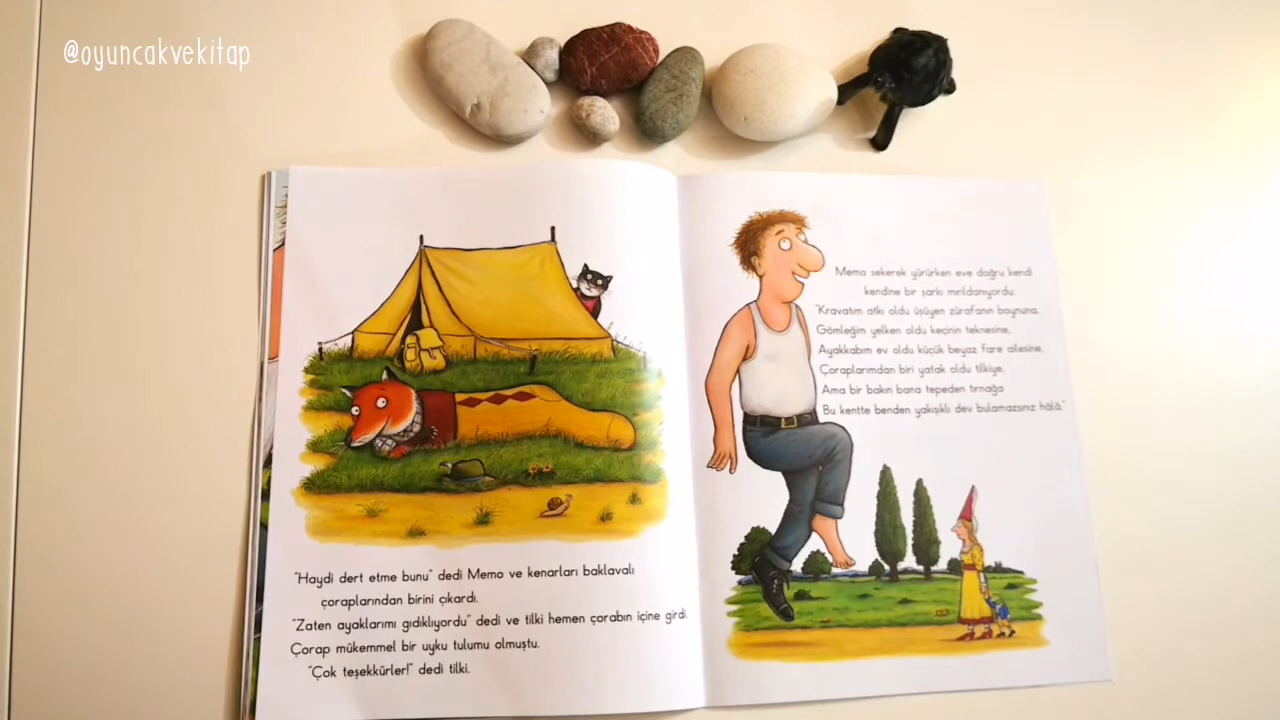 @oyuncakvekitap
"Haydi dert etme bunu" dedi Memo ve kenarları baklavalı
çoraplarından birini çıkardı.
"Zaten ayaklarımı gıdıklıyordu" dedi ve tilki hemen çorabın içine girdi.
Çorap mükemmel bir uyku tulumu olmuştu.
"Çok teşekkürler!" dedi tilki.
Memo sekerek yürürken eve doğru kendi
kendine bir şarkı mırıldanıyordu:
"Kravatım atkı oldu üşüyen zürafanın boynuna.
Gömleğim yelken oldu keçinin teknesine,
Ayakkabım ev oldu küçük beyaz fare ailesine.
Çoraplarımdan biri yatak oldu tilkiye,
Ama bir bakın bana tepeden tırnağa
Bu kentte benden yakışıklı dev bulamazsınız hâlâ."